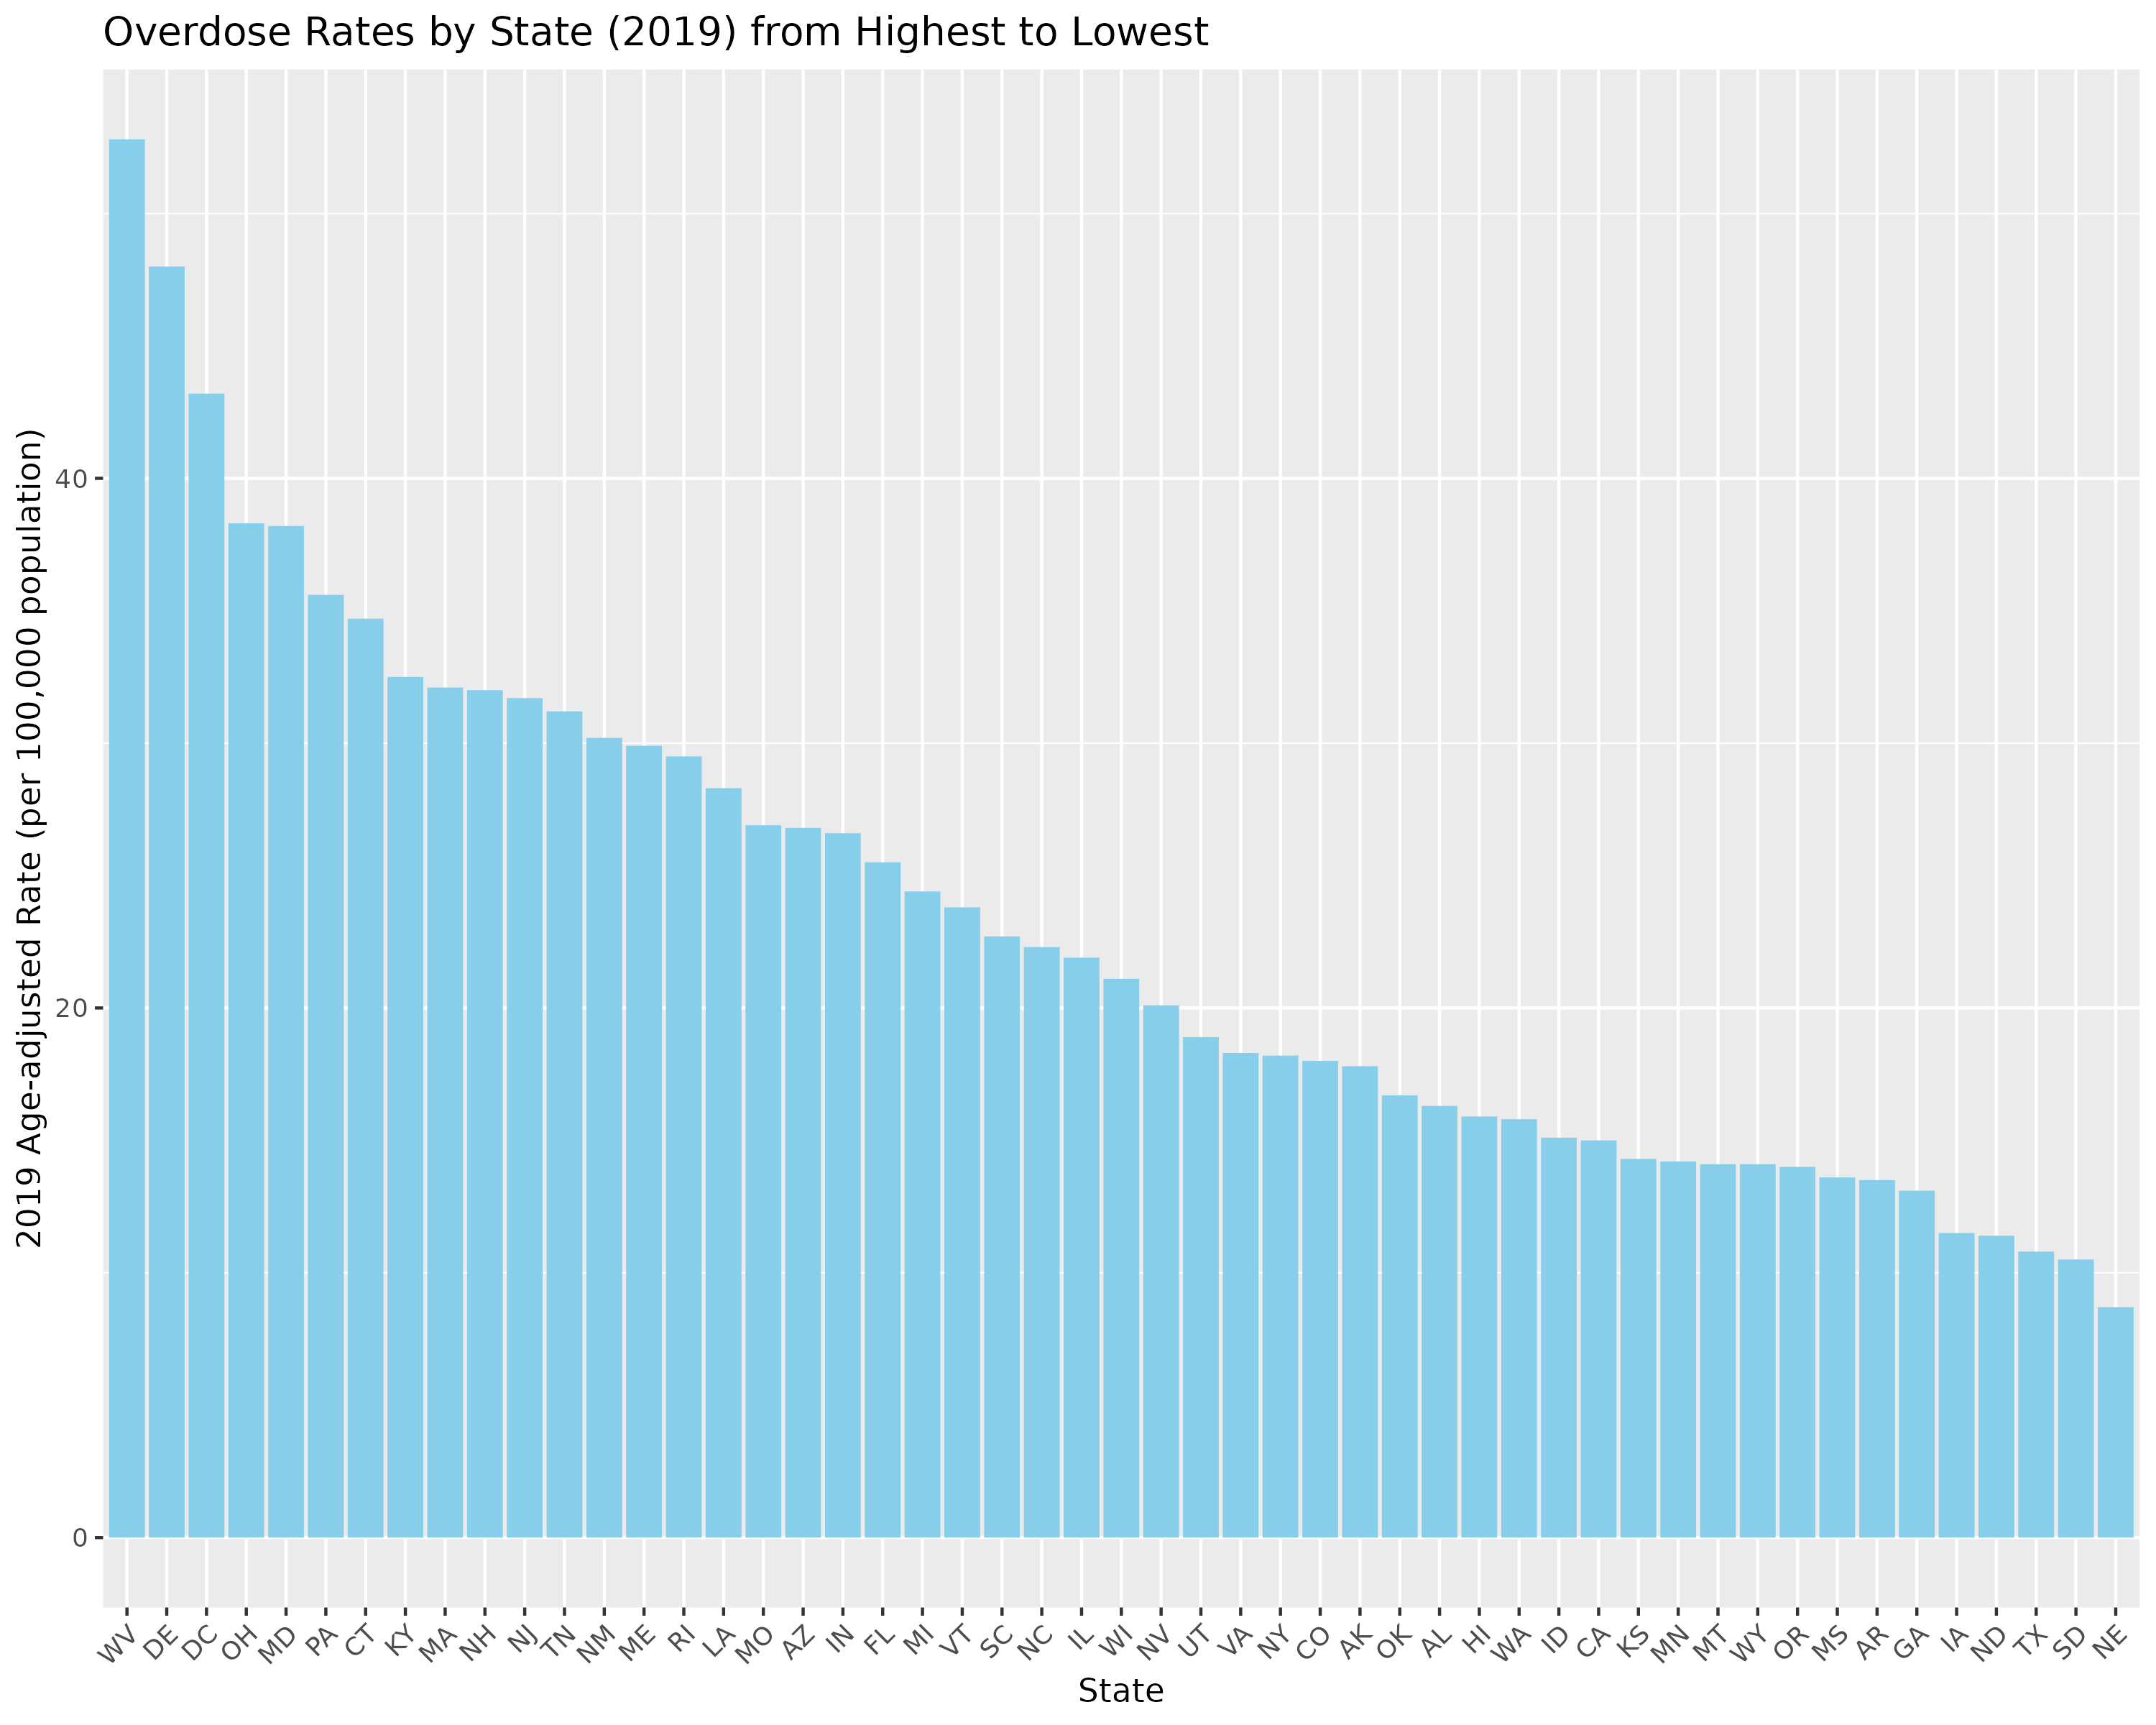 Overdose Rates by State (2019) from Highest to Lowest
2019 Age-adjusted Rate (per 100,000 population)
40
20
0
WV DE DC OH MD PA CT KY MA NH NJ TN NM ME RI LA MO AZ IN FL MI VT SC NC IL WI NV UT VA NY CO AK OK AL HI WA ID CA KS MN MT WY OR MS AR GA IA ND TX SD NE
State